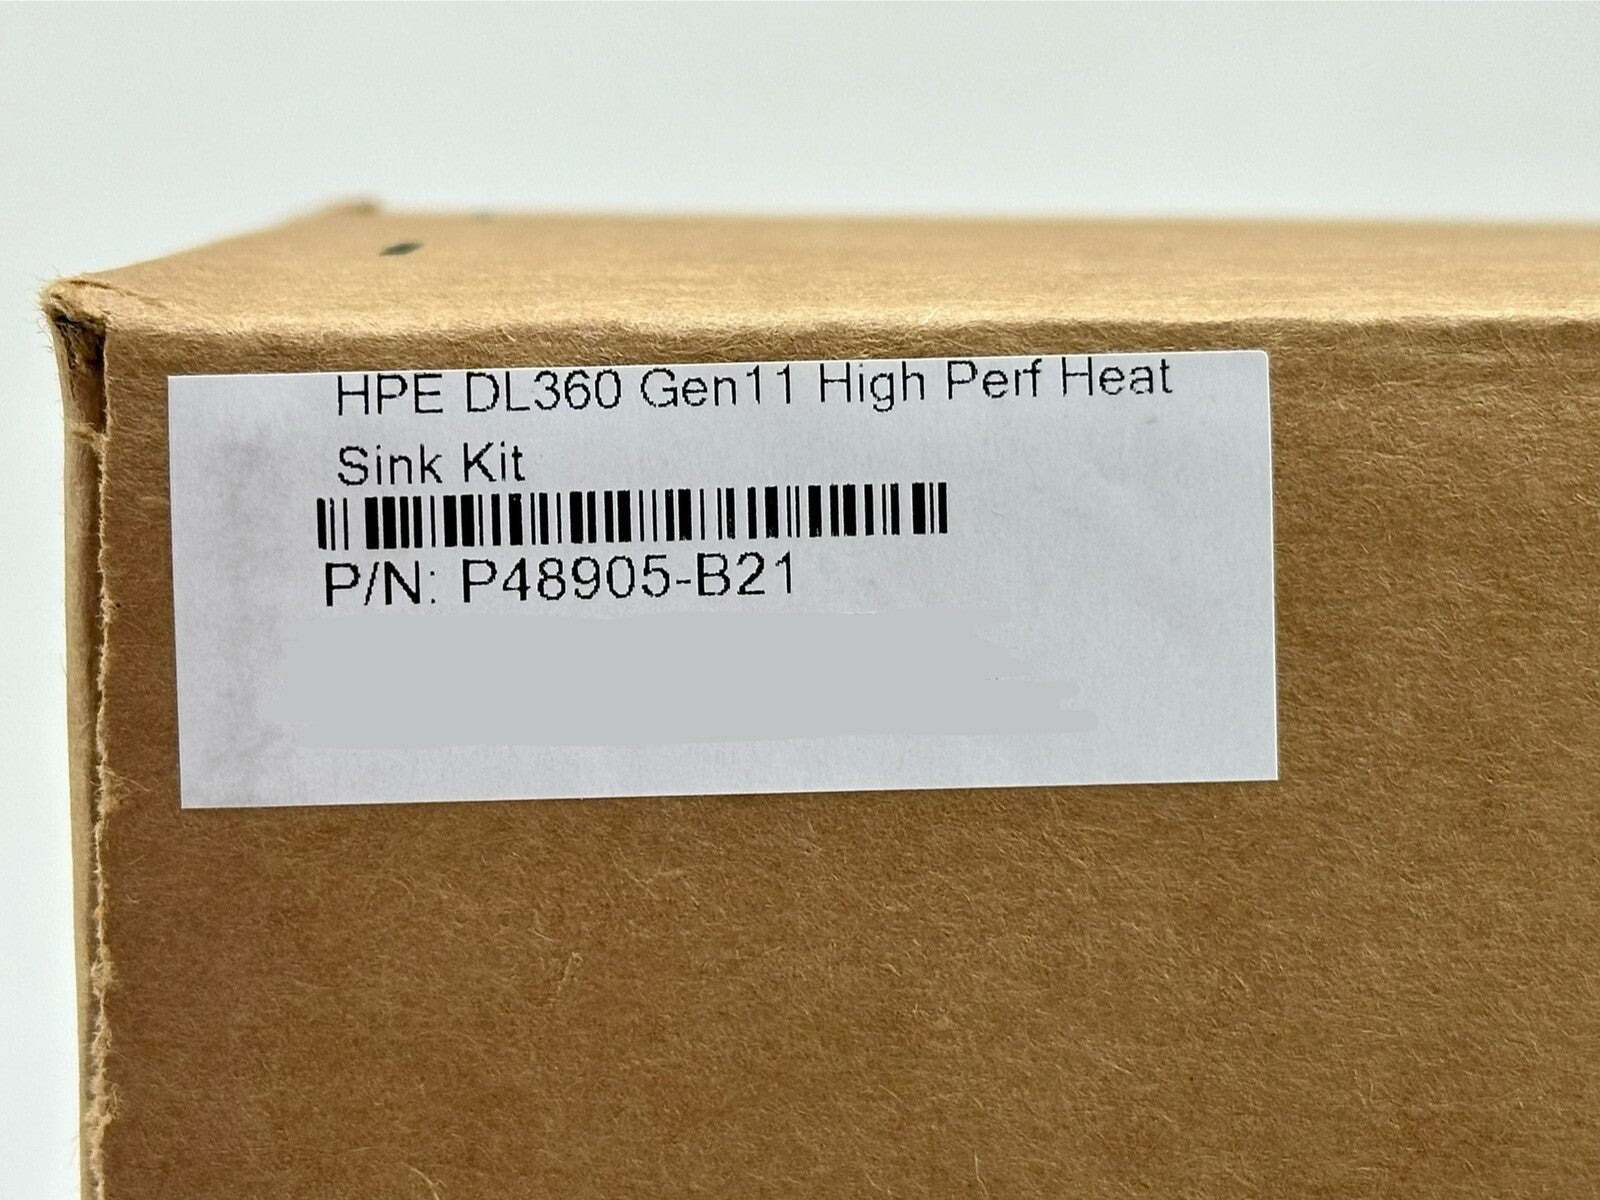 HPE DL360 Gen11 High Perf Heat
Sink Kit
P/N: P48905-B21